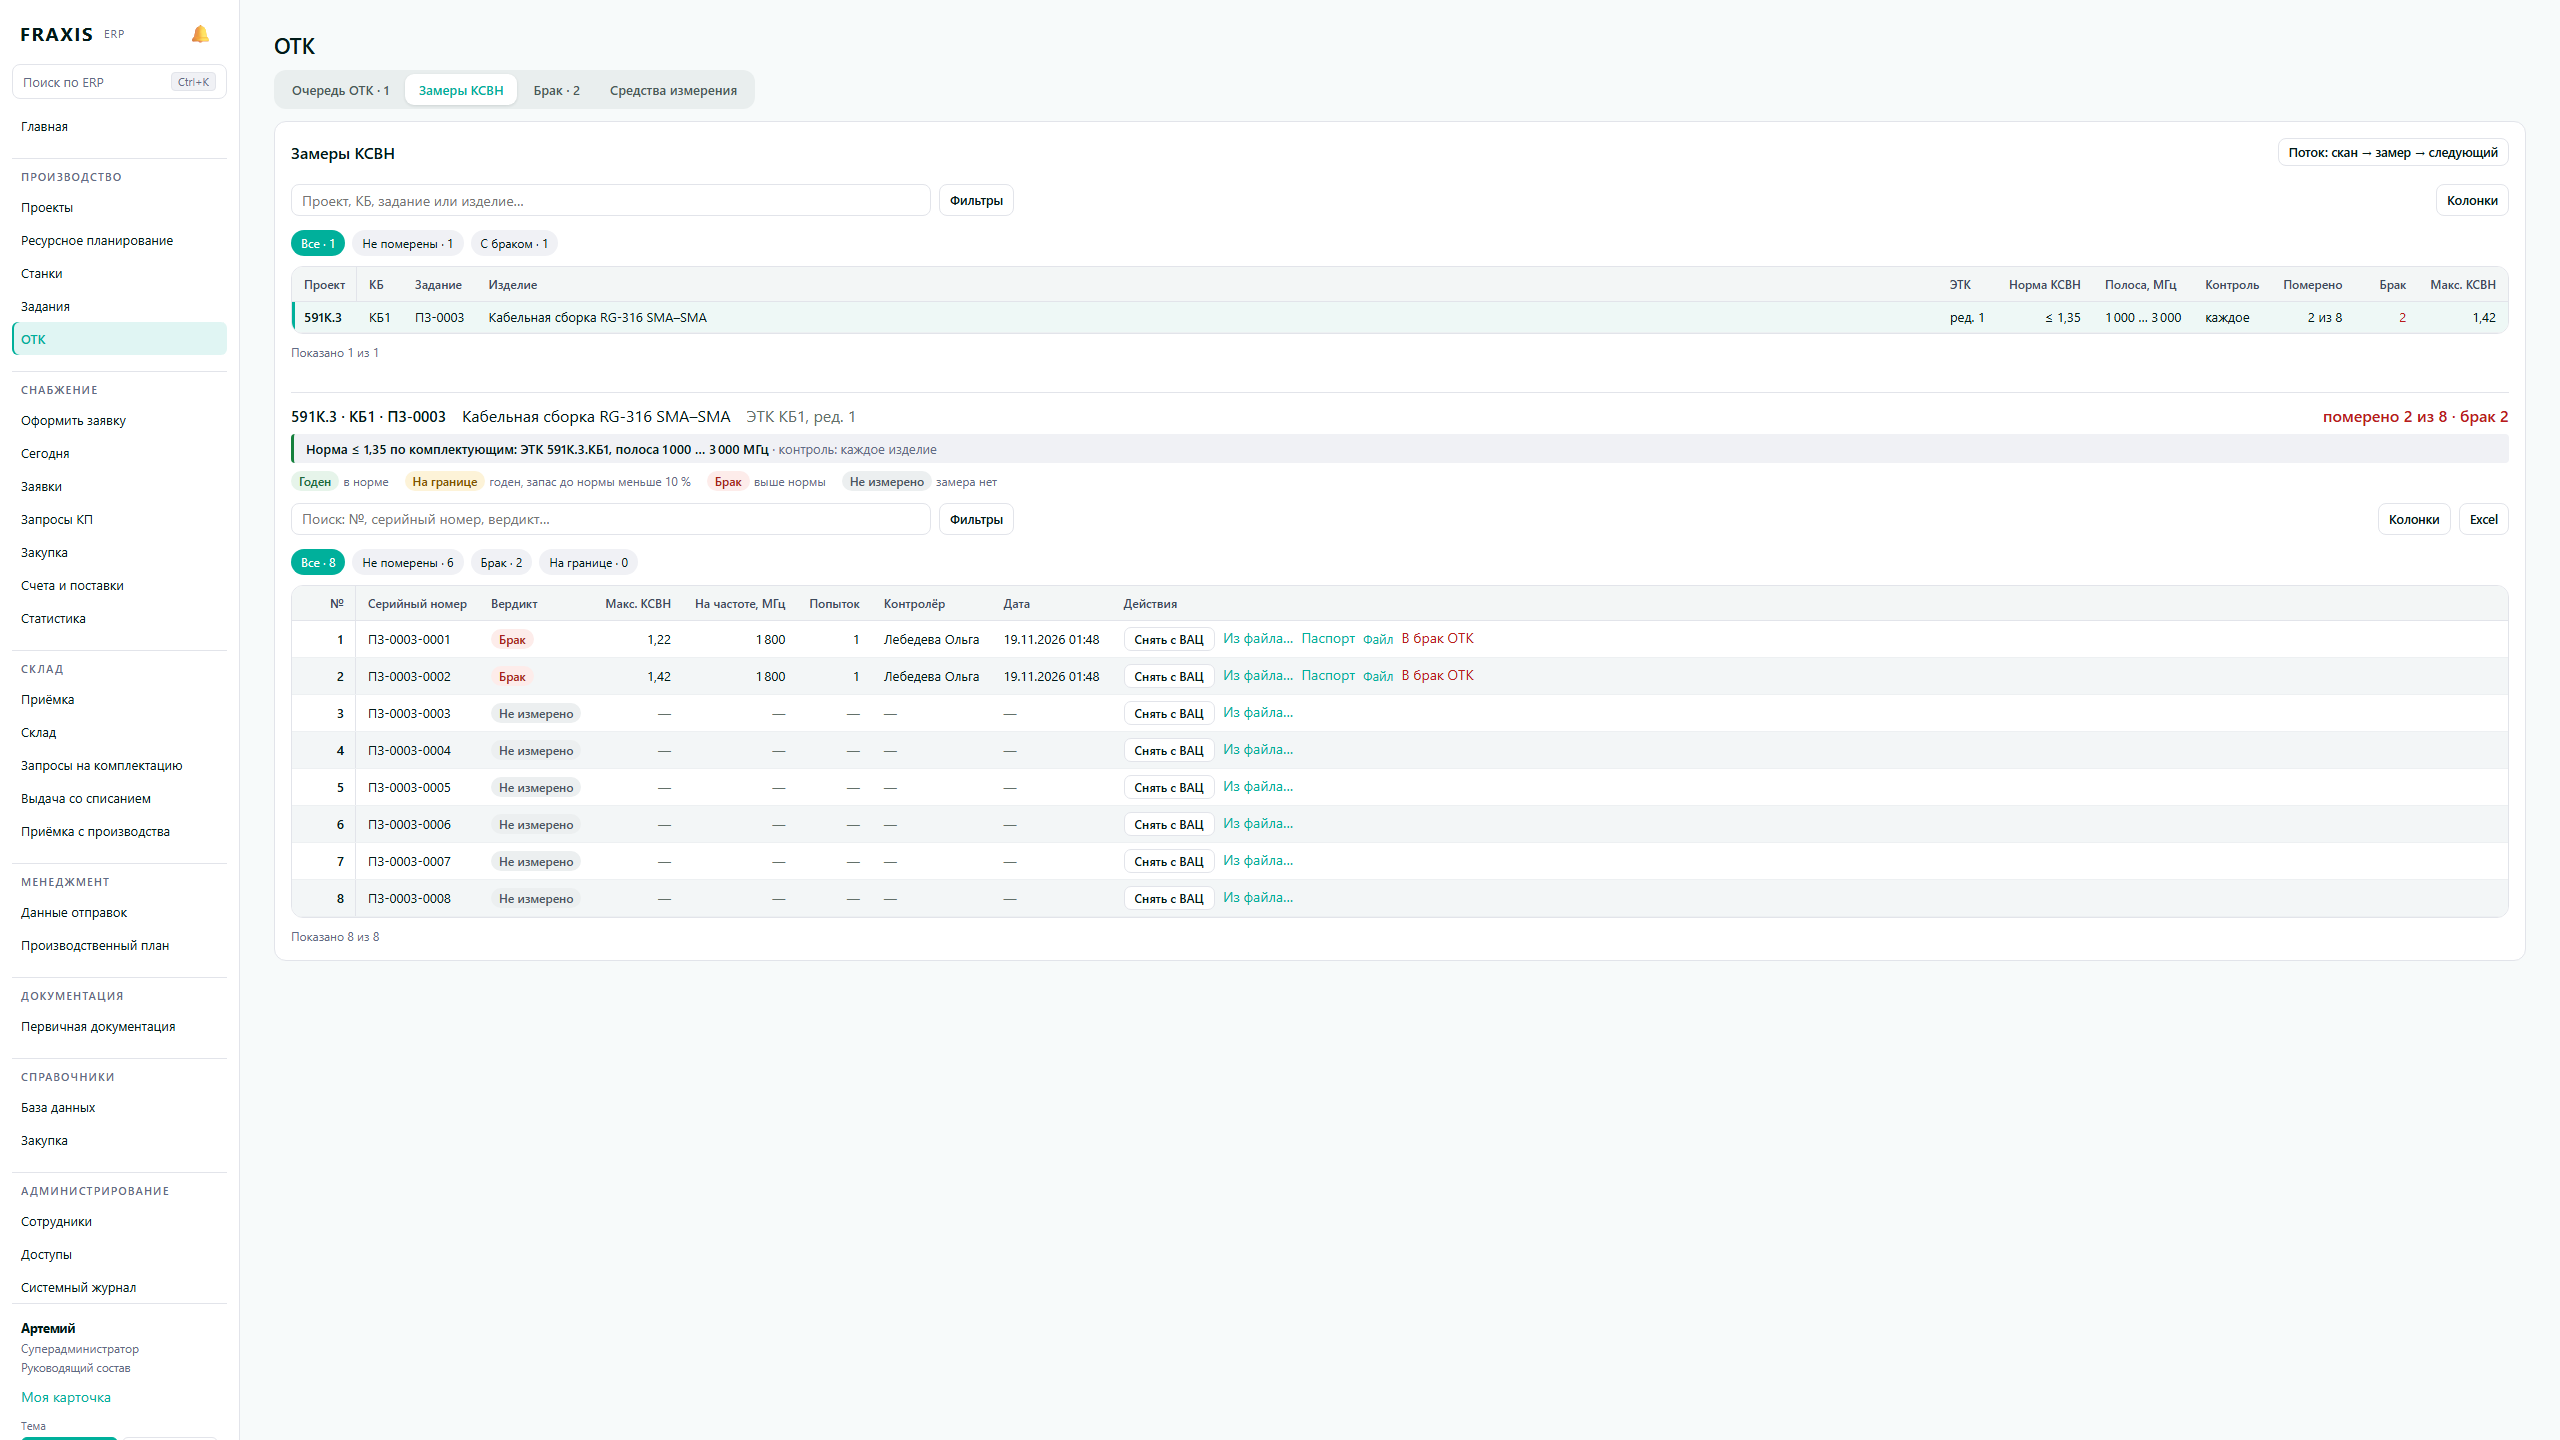 FRAXIS ERP
Поиск по ERP Ctrl+K
Главная
ПРОИЗВОДСТВО
Проекты
Ресурсное планирование
Станки
Задания
ОТК
СНАБЖЕНИЕ
Оформить заявку
Сегодня
Заявки
Запросы КП
Закупка
Счета и поставки
Статистика
СКЛАД
Приёмка
Склад
Запросы на комплектацию
Выдача со списанием
Приёмка с производства
МЕНЕДЖМЕНТ
Данные отправок
Производственный план
ДОКУМЕНТАЦИЯ
Первичная документация
СПРАВОЧНИКИ
База данных
Закупка
АДМИНИСТРИРОВАНИЕ
Сотрудники
Доступы
Системный журнал
Артемий
Суперадминистратор
Руководящий состав
Моя карточка
Тема
ОТК
Очередь ОТК · 1 Замеры КСВН Брак · 2 Средства измерения
Замеры КСВН Поток: скан → замер → следующий
Проект, КБ, задание или изделие... Фильтры Колонки
Все · 1 Не померены · 1 С браком · 1
Проект КБ Задание Изделие ЭТК Норма КСВН Полоса, МГц Контроль Померено Брак Макс. КСВН
591К.3 КБ1 ПЗ-0003 Кабельная сборка RG-316 SMA–SMA ред. 1 ≤ 1,35 1 000 ... 3 000 каждое 2 из 8 2 1,42
Показано 1 из 1
591К.3 · КБ1 · ПЗ-0003 Кабельная сборка RG-316 SMA–SMA ЭТК КБ1, ред. 1 померено 2 из 8 · брак 2
Норма ≤ 1,35 по комплектующим: ЭТК 591К.3.КБ1, полоса 1 000 ... 3 000 МГц · контроль: каждое изделие
Годен в норме На границе годен, запас до нормы меньше 10 % Брак выше нормы Не измерено замера нет
Поиск: №, серийный номер, вердикт... Фильтры Колонки Excel
Все · 8 Не померены · 6 Брак · 2 На границе · 0
№ Серийный номер Вердикт Макс. КСВН На частоте, МГц Попыток Контролёр Дата Действия
1 ПЗ-0003-0001 Брак 1,22 1 800 1 Лебедева Ольга 19.11.2026 01:48 Снять с ВАЦ Из файла... Паспорт Файл В брак ОТК
2 ПЗ-0003-0002 Брак 1,42 1 800 1 Лебедева Ольга 19.11.2026 01:48 Снять с ВАЦ Из файла... Паспорт Файл В брак ОТК
3 ПЗ-0003-0003 Не измерено — — — — — Снять с ВАЦ Из файла...
4 ПЗ-0003-0004 Не измерено — — — — — Снять с ВАЦ Из файла...
5 ПЗ-0003-0005 Не измерено — — — — — Снять с ВАЦ Из файла...
6 ПЗ-0003-0006 Не измерено — — — — — Снять с ВАЦ Из файла...
7 ПЗ-0003-0007 Не измерено — — — — — Снять с ВАЦ Из файла...
8 ПЗ-0003-0008 Не измерено — — — — — Снять с ВАЦ Из файла...
Показано 8 из 8